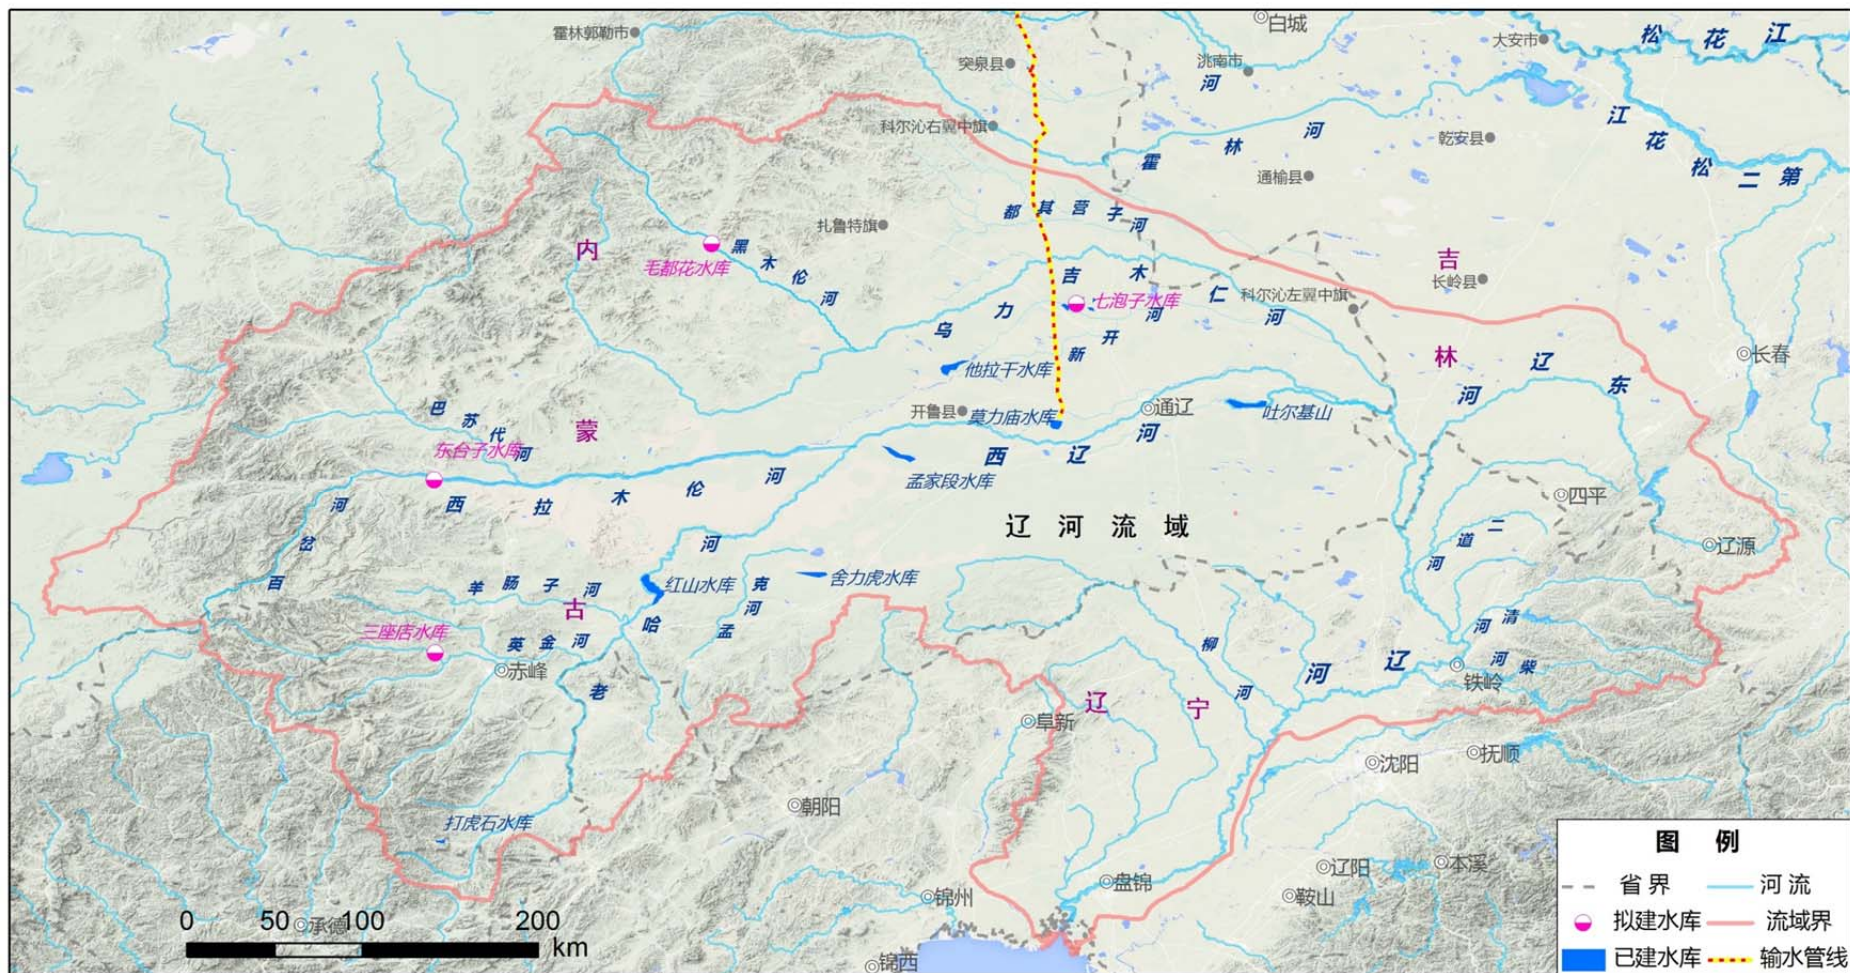 白城
霍林郭勒市
大安市
松花江
突泉县
洮南市
河
科尔沁右翼中旗
乾安县
霍林河
第二松花江
通榆县
扎鲁特旗
都其营子河
内
黑木伦河
毛都花水库
吉
长岭县
乌力吉木仁河
七泡子水库
科尔沁左翼中旗
新开河
他拉干水库
林
长春
东辽河
开鲁县
莫力庙水库
通辽
吐尔基山
巴苏代河
蒙
东台子水库
西辽河
孟家段水库
西拉木伦河
四平
辽河流域
辽源
二道河
百岔河
羊肠子河
红山水库
舍力虎水库
孟克河
古
三座店水库
英金河
赤峰
老哈河
清河
柴河
柳河
辽河
铁岭
辽宁
阜新
沈阳
抚顺
朝阳
打虎石水库
辽阳
本溪
盘锦
锦州
鞍山
承德
锦西
0 50 100 200
km
图 例
省界 河流
拟建水库 流域界
已建水库 输水管线